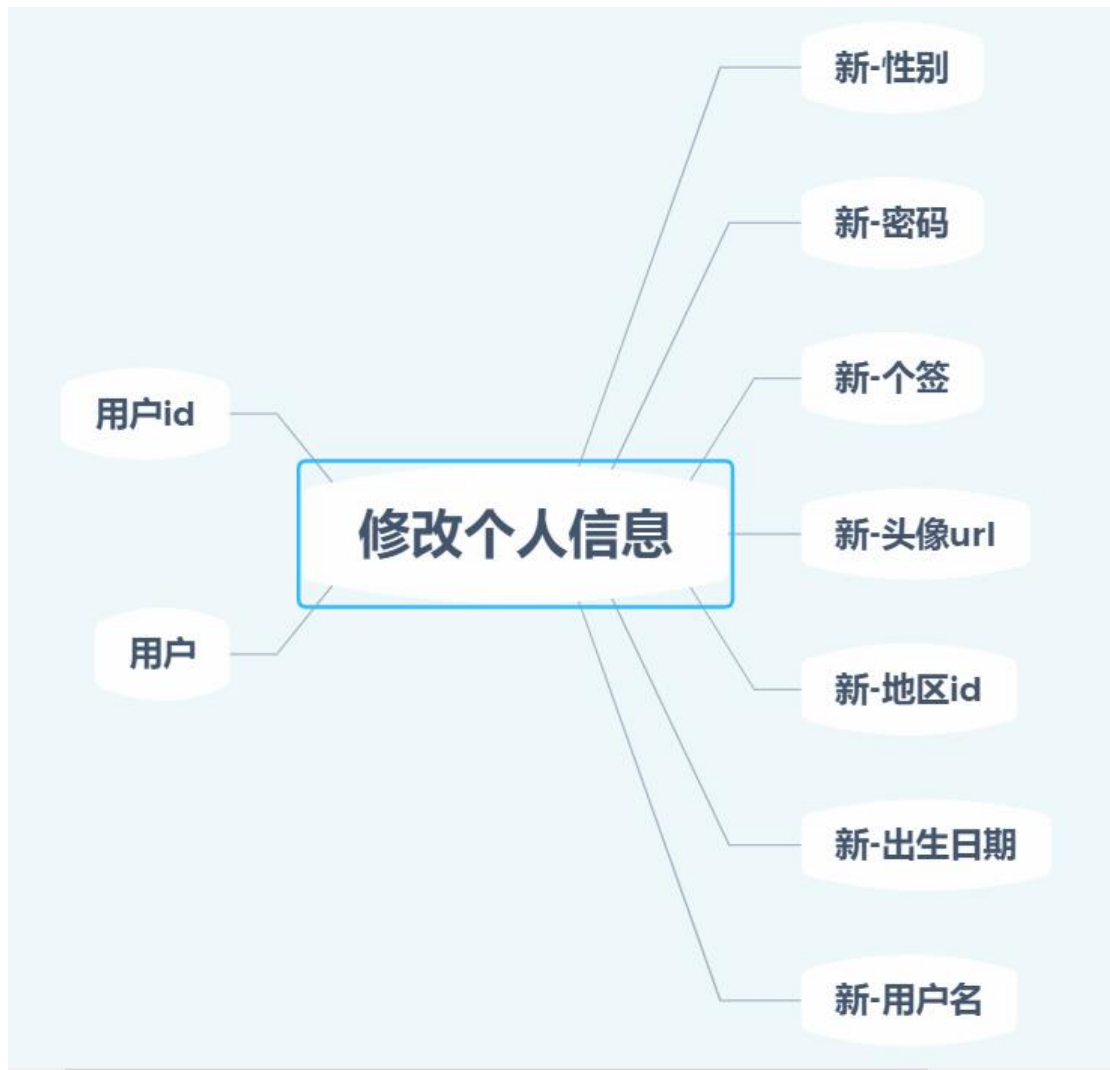 新-性别
新-密码
新-个签
用户id
修改个人信息
新-头像url
用户
新-地区id
新-出生日期
新-用户名